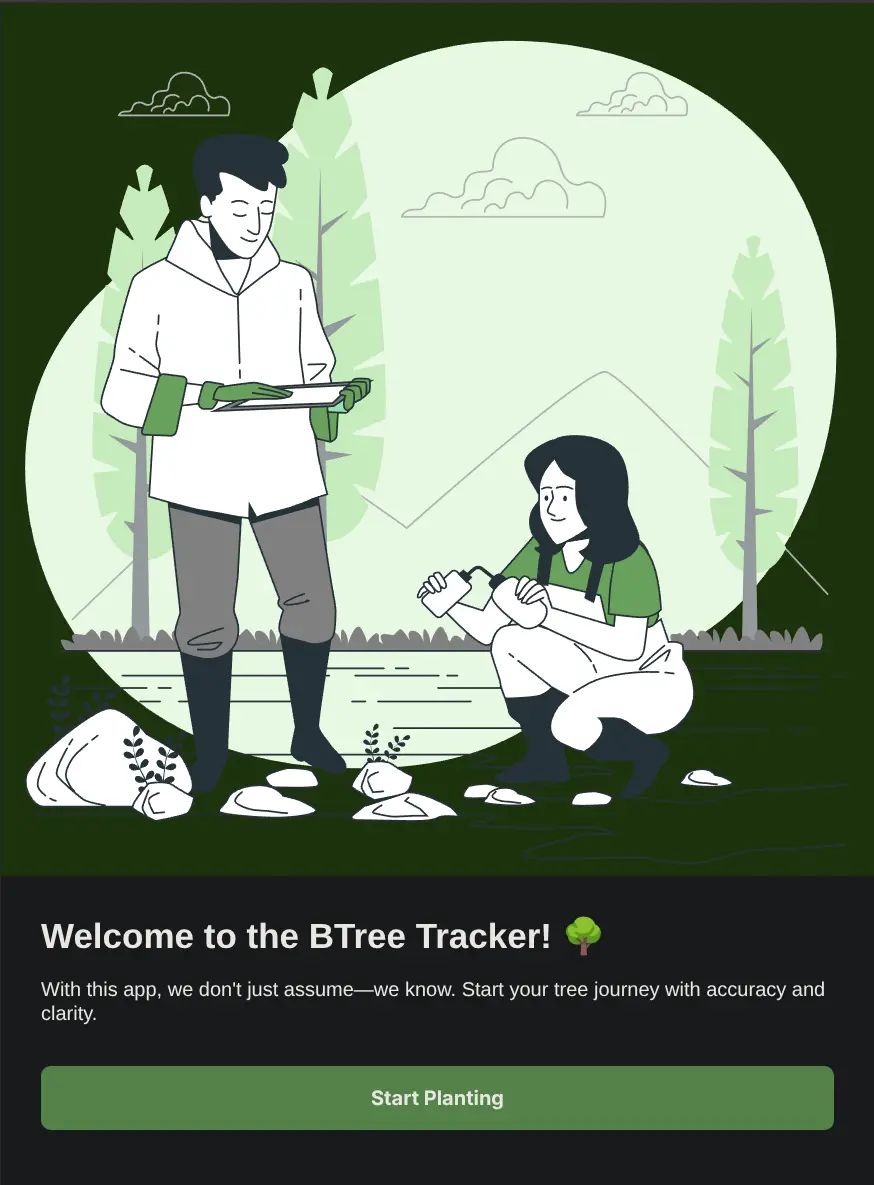 Welcome to the BTree Tracker! 🌳
With this app, we don't just assume—we know. Start your tree journey with accuracy and
clarity.
Start Planting